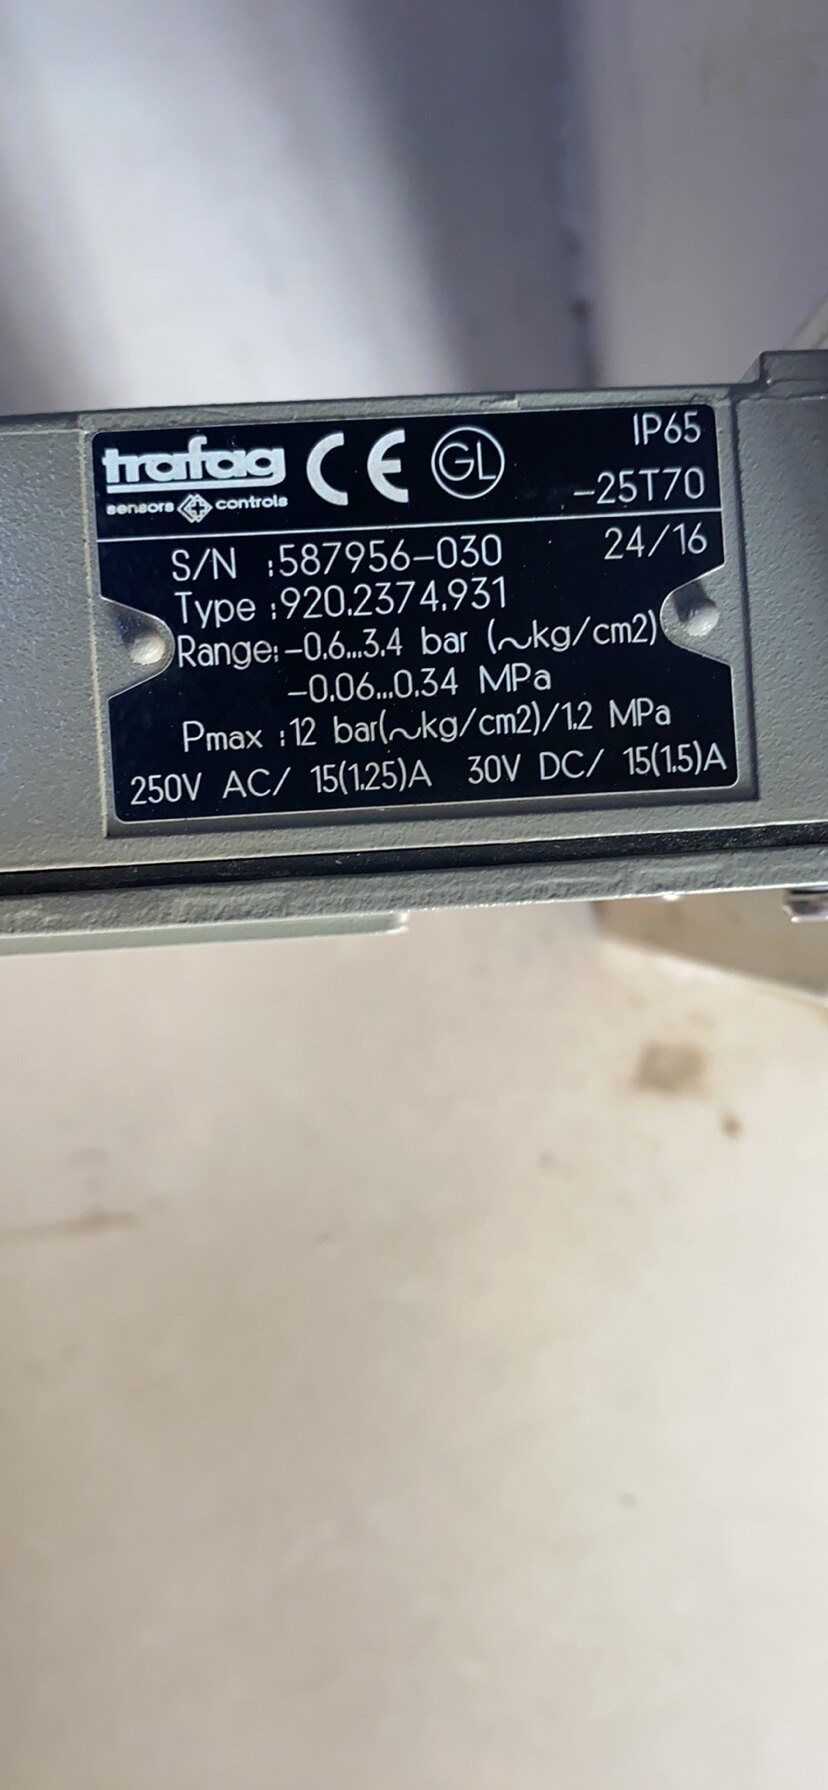 trafag CE GL IP65
sensors controls -25T70
S/N :587956-030 24/16
Type :920.2374.931
Range:-0.6...3.4 bar (~kg/cm2)
-0.06...0.34 MPa
Pmax :12 bar(~kg/cm2)/1.2 MPa
250V AC/ 15(1.25)A 30V DC/ 15(1.5)A